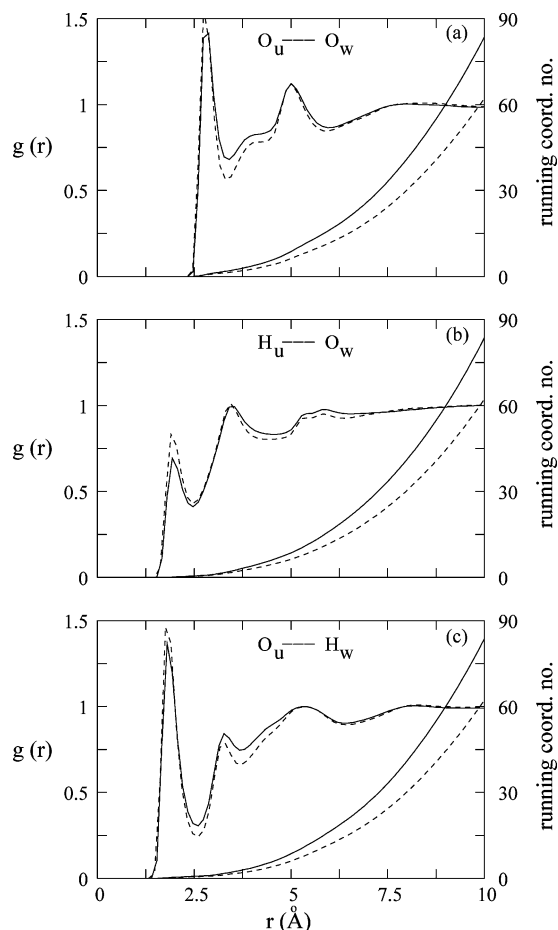 (a)
O_u—— O_w
g (r)
running coord. no.
1.5
1
0.5
0
90
60
30
0
(b)
H_u—— O_w
g (r)
running coord. no.
1.5
1
0.5
0
90
60
30
0
(c)
O_u—— H_w
g (r)
running coord. no.
1.5
1
0.5
0
90
60
30
0
0 2.5 5 7.5 10
r (Å)